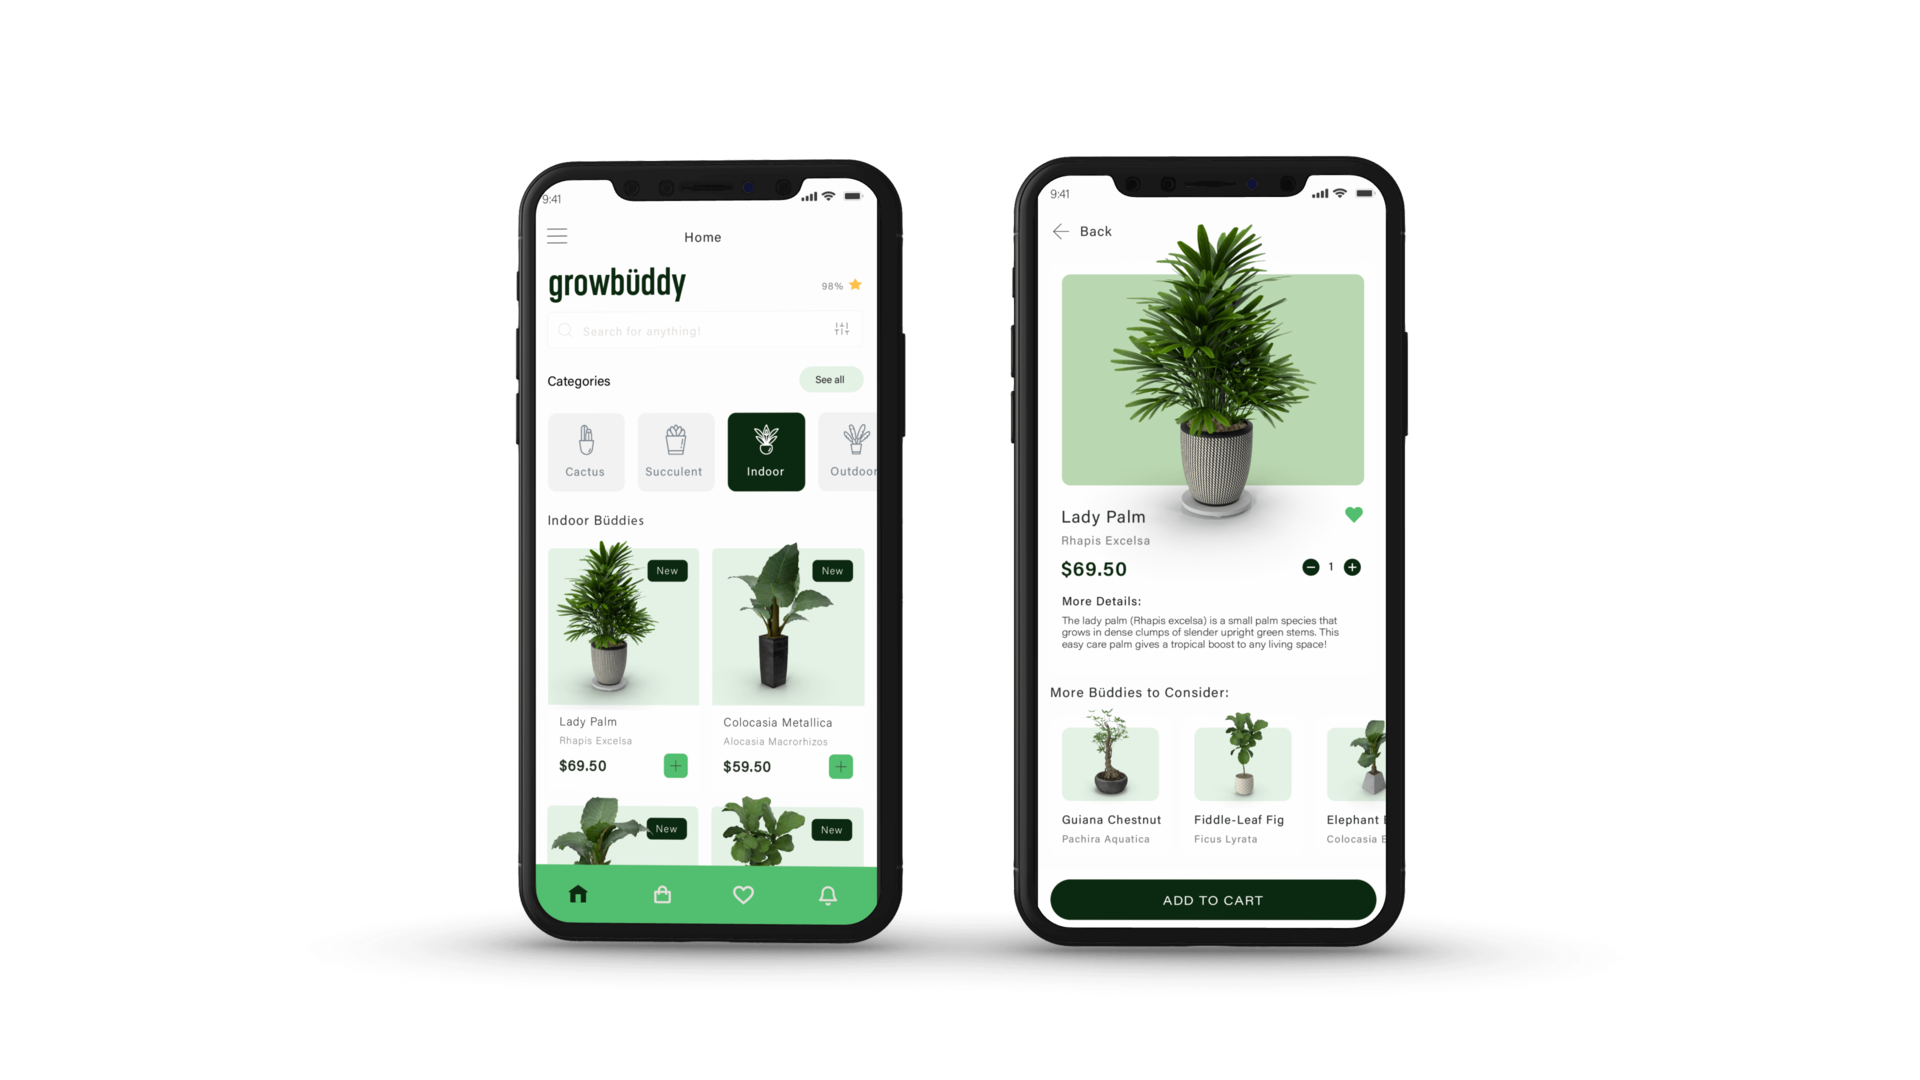 9:41
Home
growbüddy
98%
Search for anything!
Categories
See all
Cactus
Succulent
Indoor
Outdoor
Indoor Büddies
New
New
Lady Palm
Rhapis Excelsa
$69.50
Colocasia Metallica
Alocasia Macrorhizos
$59.50
New
New
9:41
Back
Lady Palm
Rhapis Excelsa
$69.50
1
More Details:
The lady palm (Rhapis excelsa) is a small palm species that
grows in dense clumps of slender upright green stems. This
easy care palm gives a tropical boost to any living space!
More Büddies to Consider:
Guiana Chestnut
Pachira Aquatica
Fiddle-Leaf Fig
Ficus Lyrata
Elephant
Colocasia
ADD TO CART